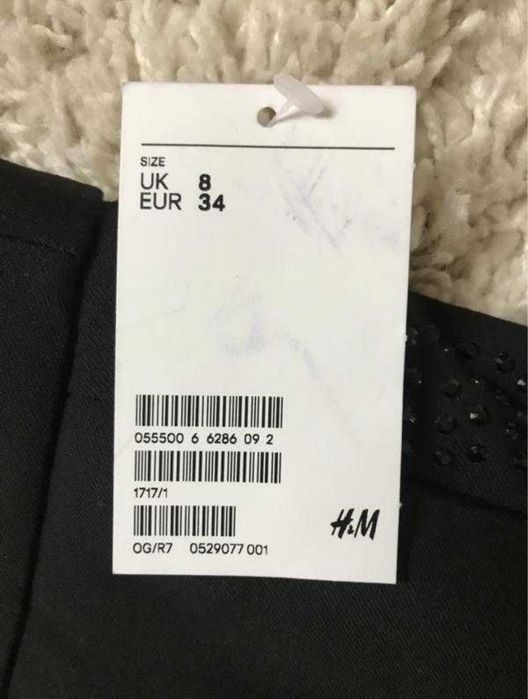 SIZE
UK 8
EUR 34
055500 6 6286 09 2
1717/1
H&M
OG/R7 0529077 001